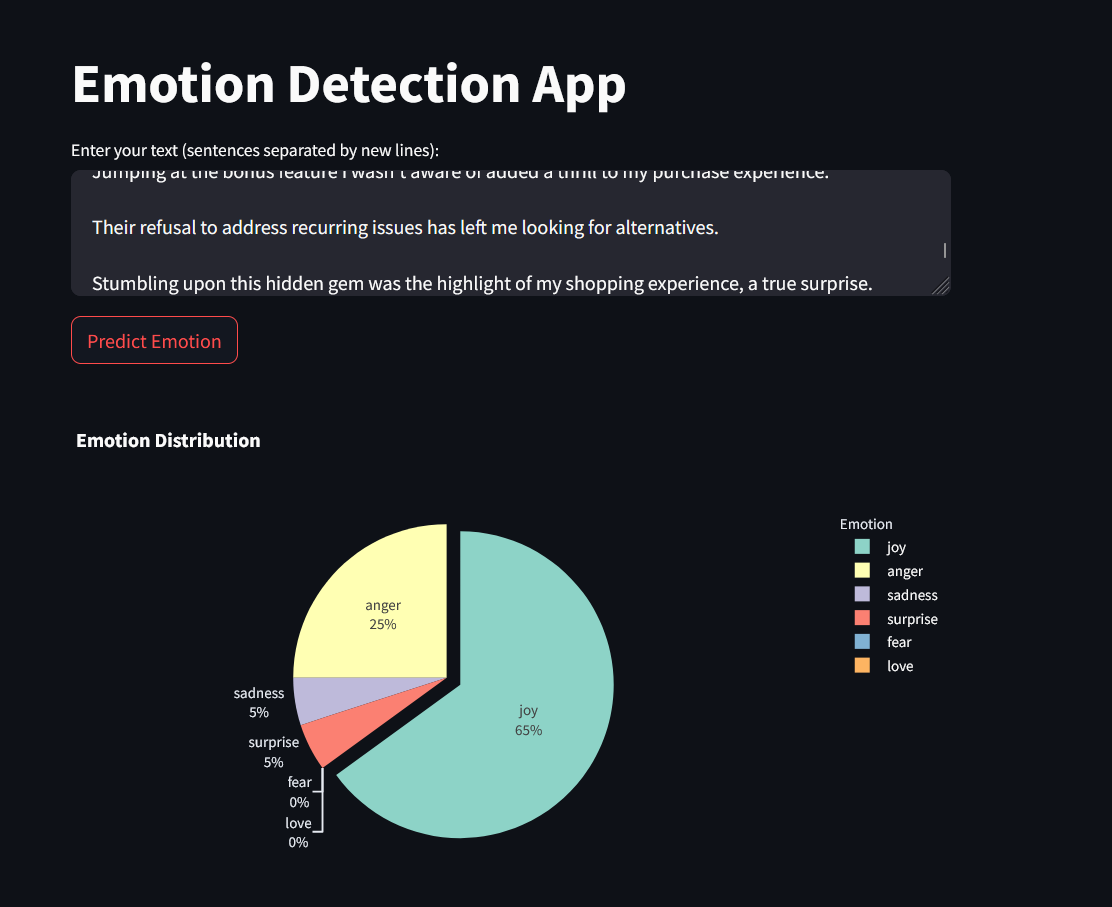 Emotion Detection App
Enter your text (sentences separated by new lines):
Jumping at the bonus feature I wasn't aware of added a thrill to my purchase experience.
Their refusal to address recurring issues has left me looking for alternatives.
Stumbling upon this hidden gem was the highlight of my shopping experience, a true surprise.
Predict Emotion
Emotion Distribution
anger
25%
sadness
5%
surprise
5%
fear
0%
love
0%
joy
65%
Emotion
joy
anger
sadness
surprise
fear
love